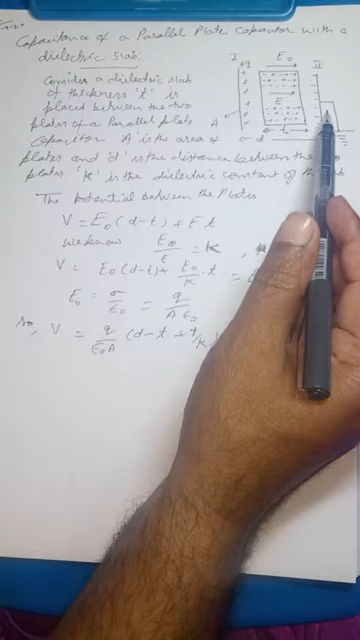 Capacitance of a Parallel Plate Capacitor with a
dielectric Slab:
I +q E₀ II
Consider a dielectric slab
of thickness 't' is
placed between the two
plates of a Parallel plate
Capacitor 'A' is the area of
A
E
t
d
plates and 'd' is the distance between the
plates 'K' is the dielectric constant of the
The potential between the Plates
V = E₀(d-t) + E.t
We know E₀/E = K ,
V = E₀(d-t) + E₀/K . t =
E₀ = σ/ε₀ = q/Aε₀
so, V = q/ε₀A (d-t + t/K)